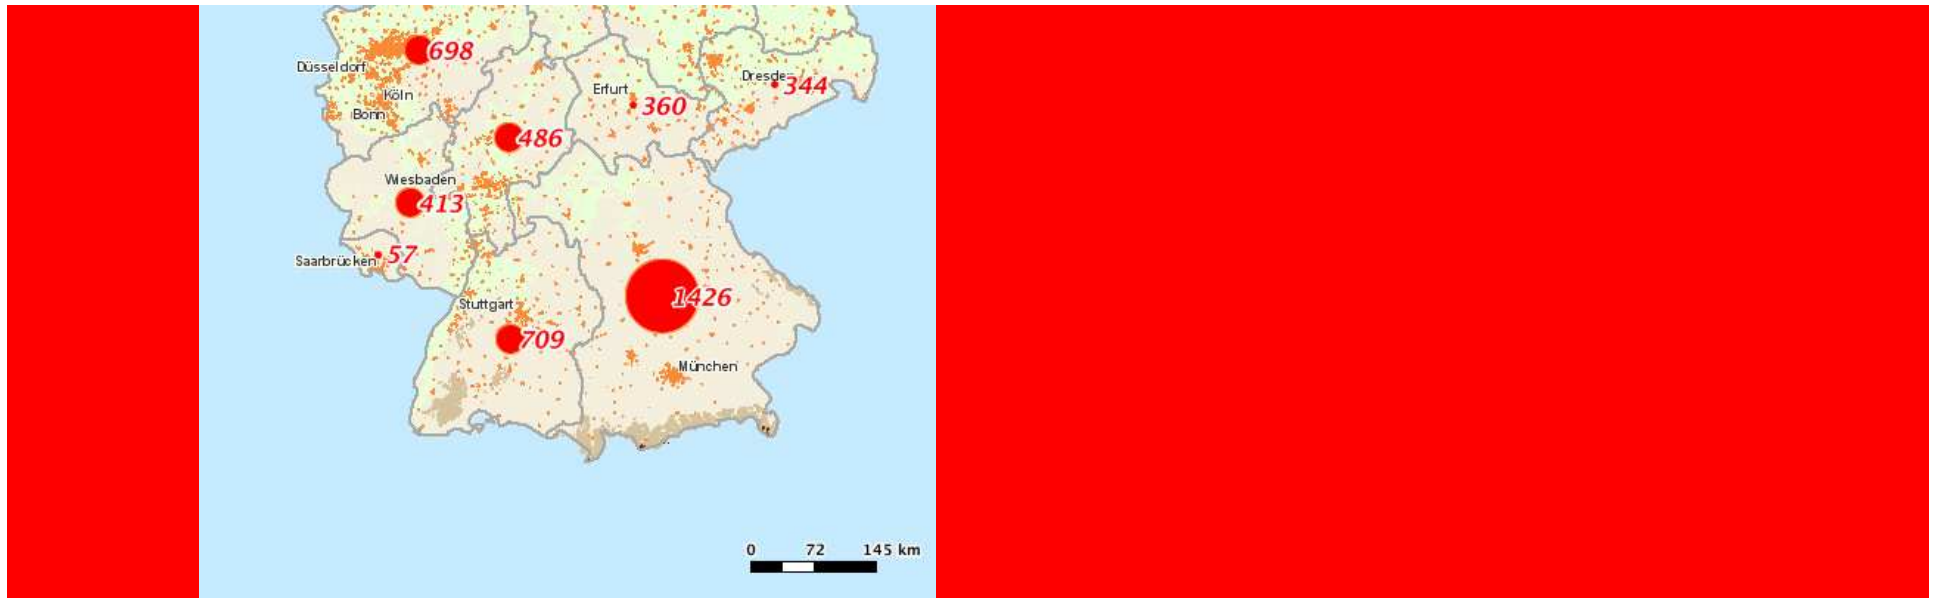 698
Düsseldorf
Dresden
344
Köln
Erfurt
360
Bonn
486
Wiesbaden
413
57
Saarbrücken
1426
Stuttgart
709
München
0 72 145 km